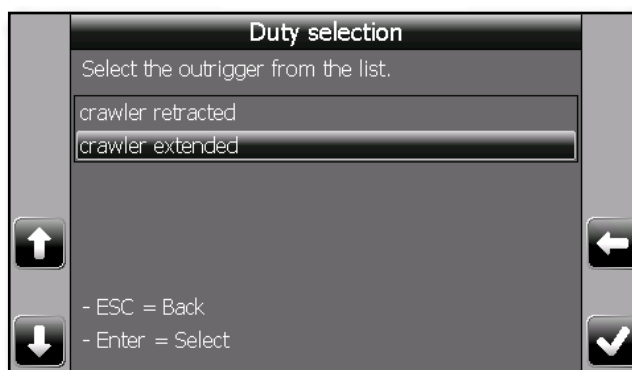 Duty selection
Select the outrigger from the list.
crawler retracted
crawler extended
- ESC = Back
- Enter = Select